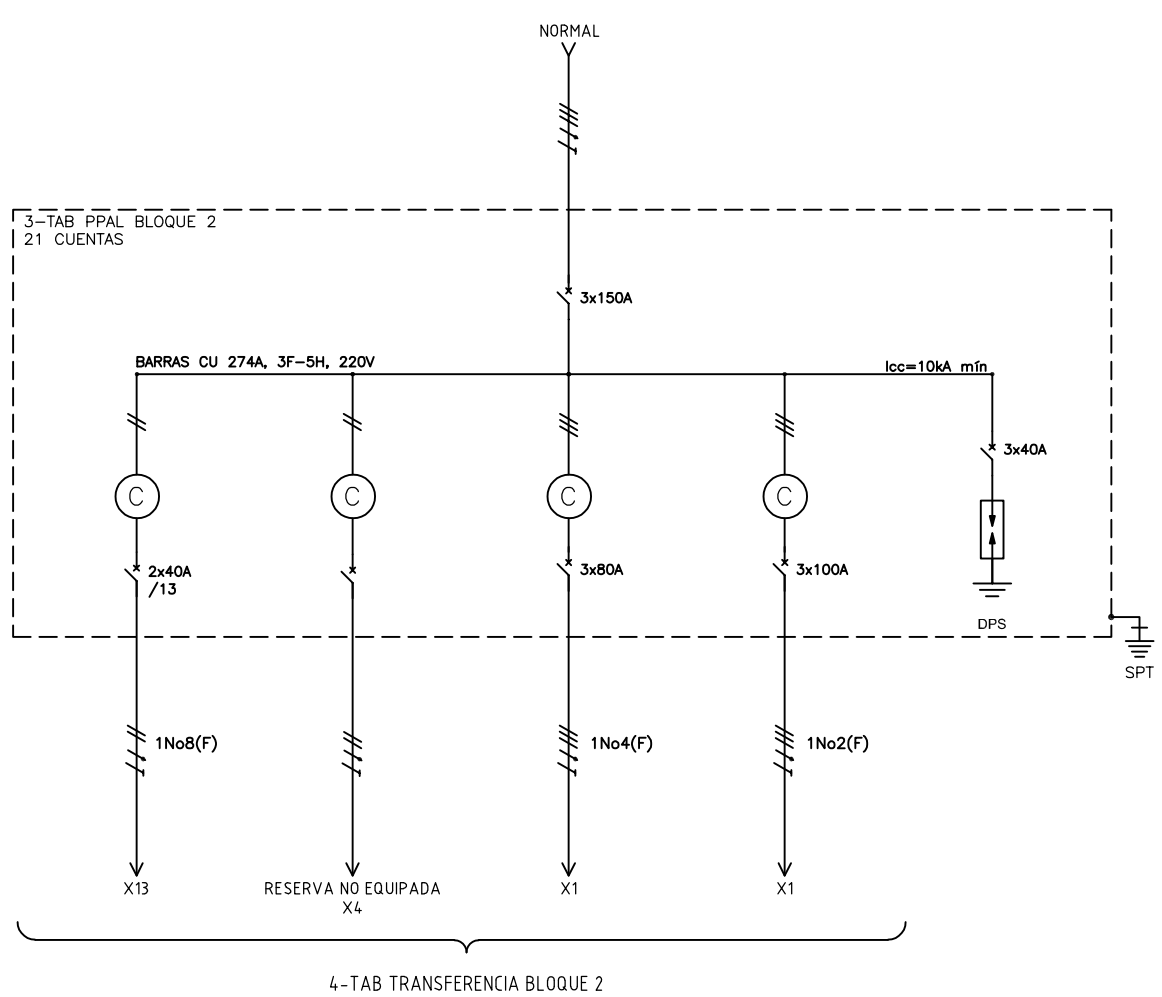 NORMAL
3-TAB PPAL BLOQUE 2
21 CUENTAS
3x150A
BARRAS CU 274A, 3F-5H, 220V
Icc=10kA mín
3x40A
C
C
C
C
2x40A
/13
3x80A
3x100A
DPS
SPT
1No8(F)
1No4(F)
1No2(F)
X13
RESERVA NO EQUIPADA
X4
X1
X1
4-TAB TRANSFERENCIA BLOQUE 2